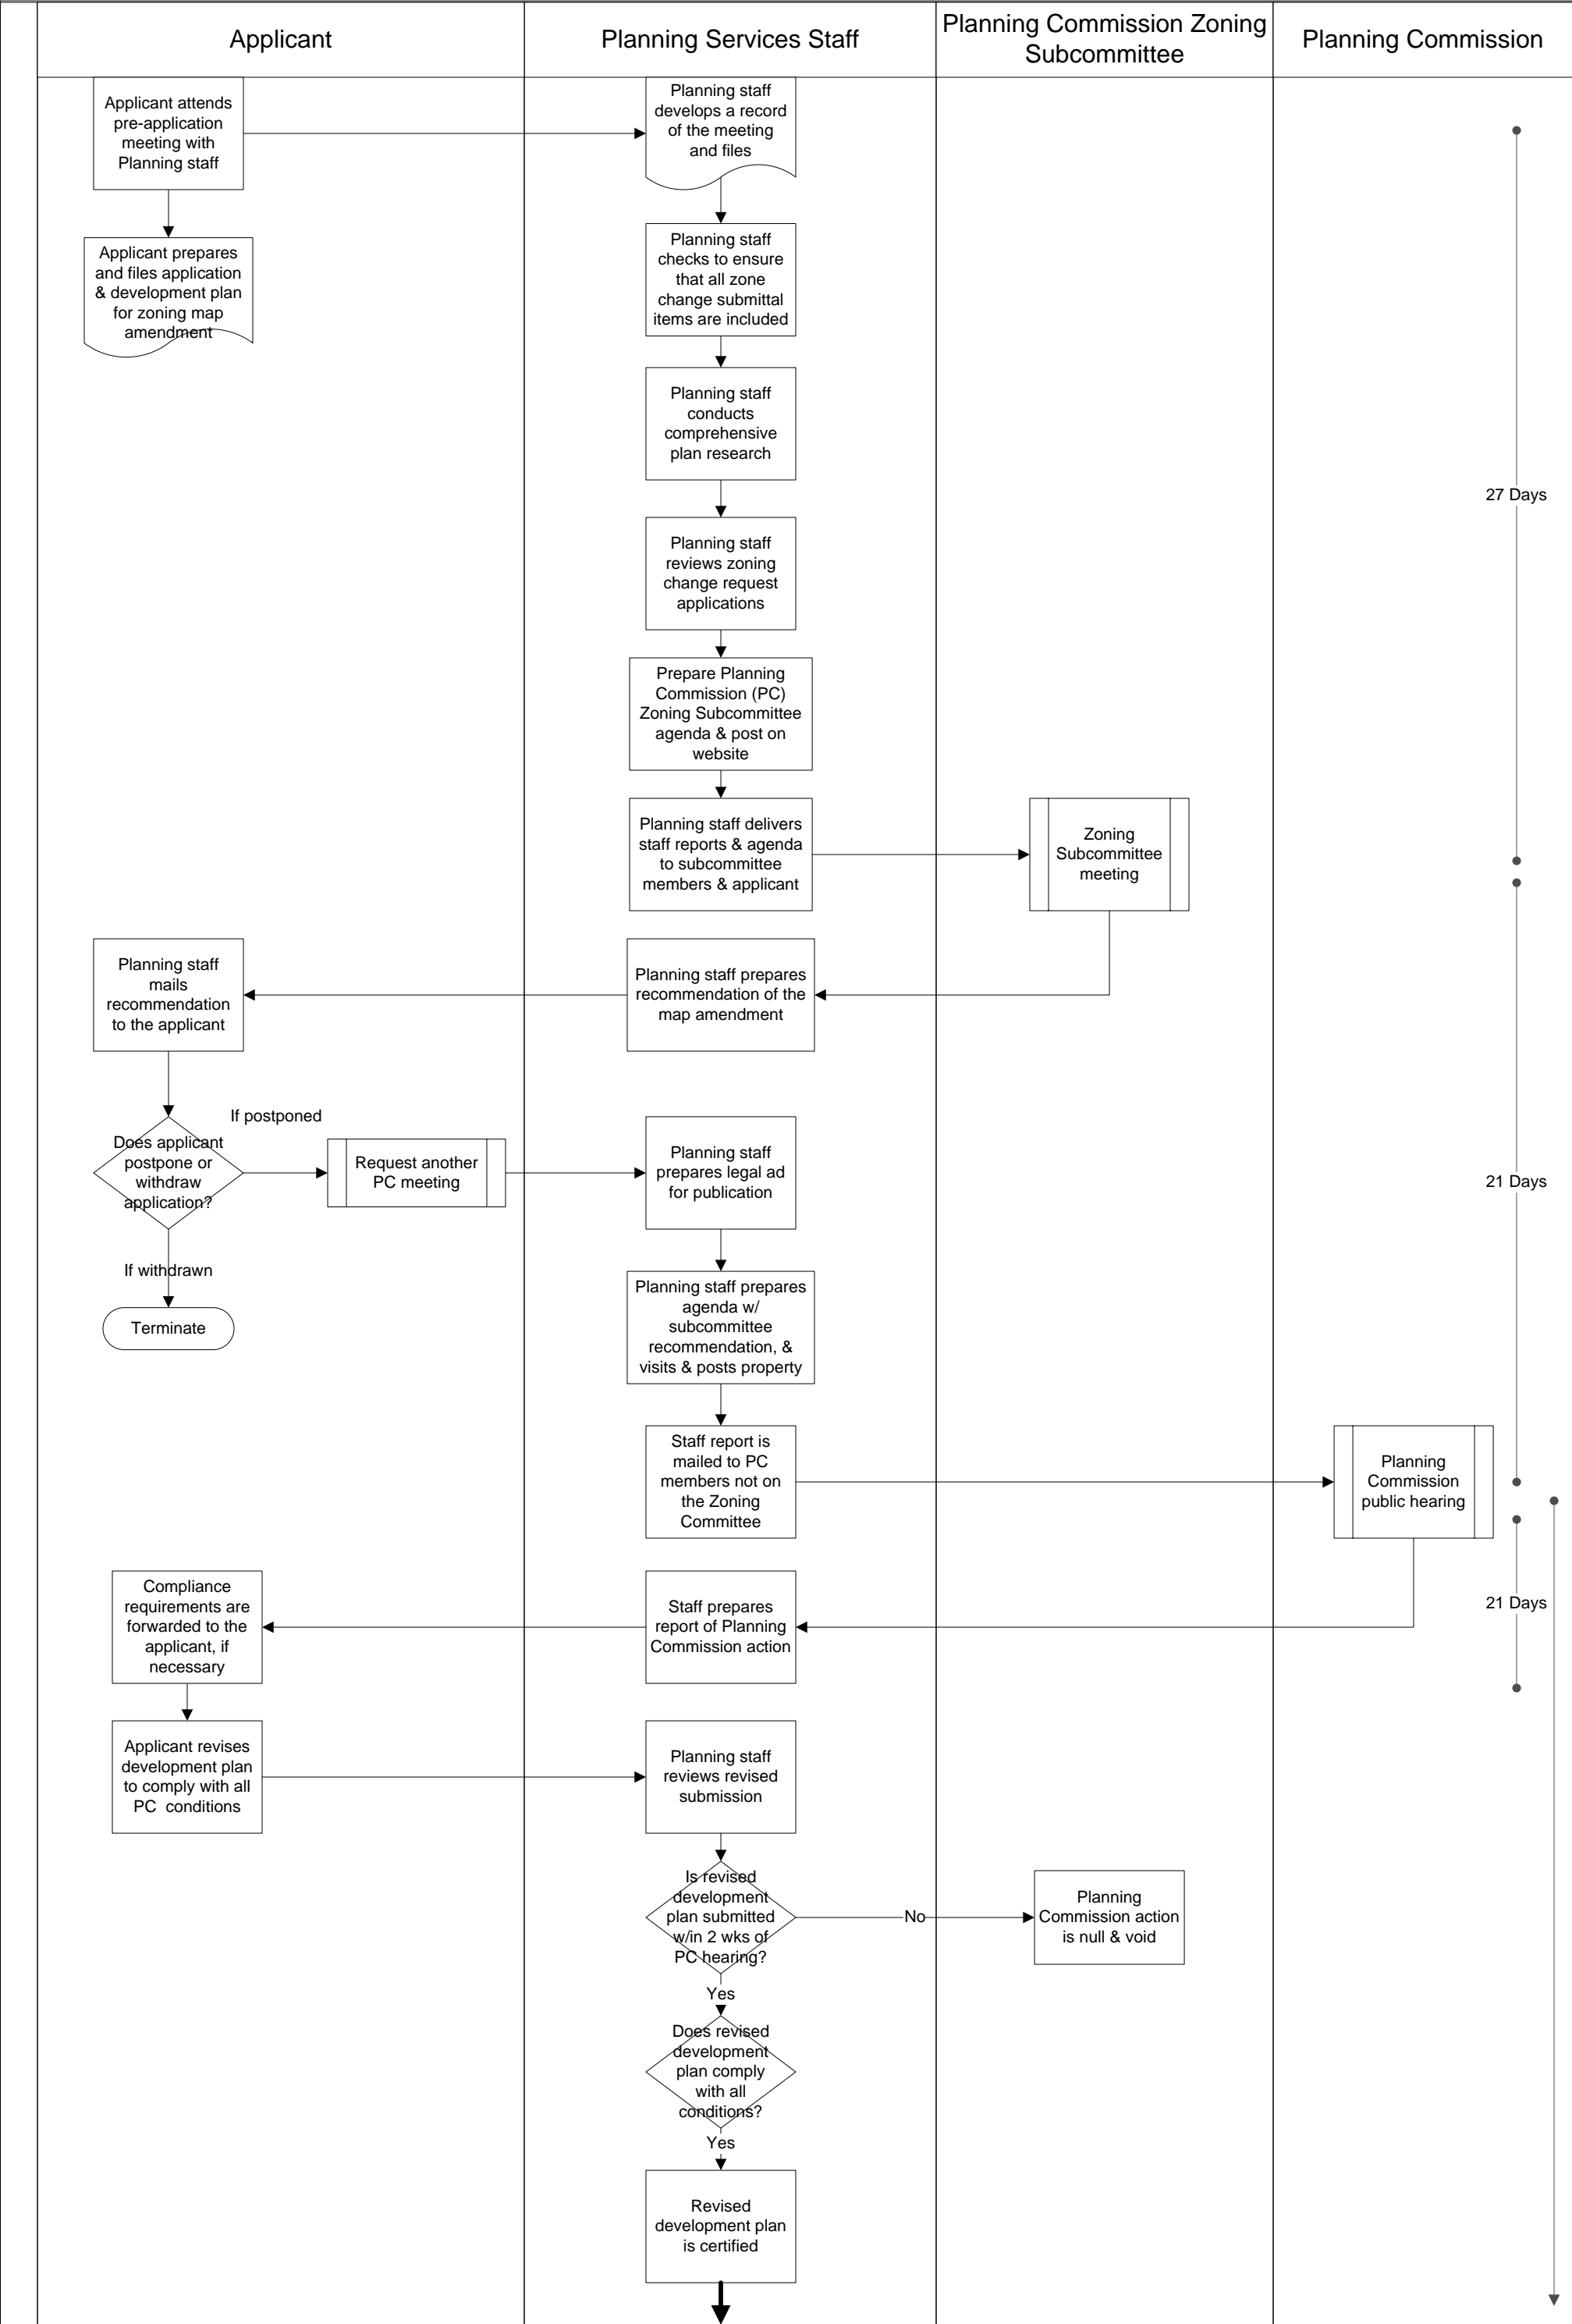 Applicant
Planning Services Staff
Planning Commission Zoning
Subcommittee
Planning Commission
Applicant attends
pre-application
meeting with
Planning staff
Planning staff
develops a record
of the meeting
and files
Applicant prepares
and files application
& development plan
for zoning map
amendment
Planning staff
checks to ensure
that all zone
change submittal
items are included
Planning staff
conducts
comprehensive
plan research
27 Days
Planning staff
reviews zoning
change request
applications
Prepare Planning
Commission (PC)
Zoning Subcommittee
agenda & post on
website
Planning staff delivers
staff reports & agenda
to subcommittee
members & applicant
Zoning
Subcommittee
meeting
Planning staff
mails
recommendation
to the applicant
Planning staff prepares
recommendation of the
map amendment
Does applicant
postpone or
withdraw
application?
If postponed
Request another
PC meeting
Planning staff
prepares legal ad
for publication
21 Days
If withdrawn
Terminate
Planning staff prepares
agenda w/
subcommittee
recommendation, &
visits & posts property
Staff report is
mailed to PC
members not on
the Zoning
Committee
Planning
Commission
public hearing
Compliance
requirements are
forwarded to the
applicant, if
necessary
Staff prepares
report of Planning
Commission action
21 Days
Applicant revises
development plan
to comply with all
PC conditions
Planning staff
reviews revised
submission
Is revised
development
plan submitted
w/in 2 wks of
PC hearing?
No
Planning
Commission action
is null & void
Yes
Does revised
development
plan comply
with all
conditions?
Yes
Revised
development plan
is certified